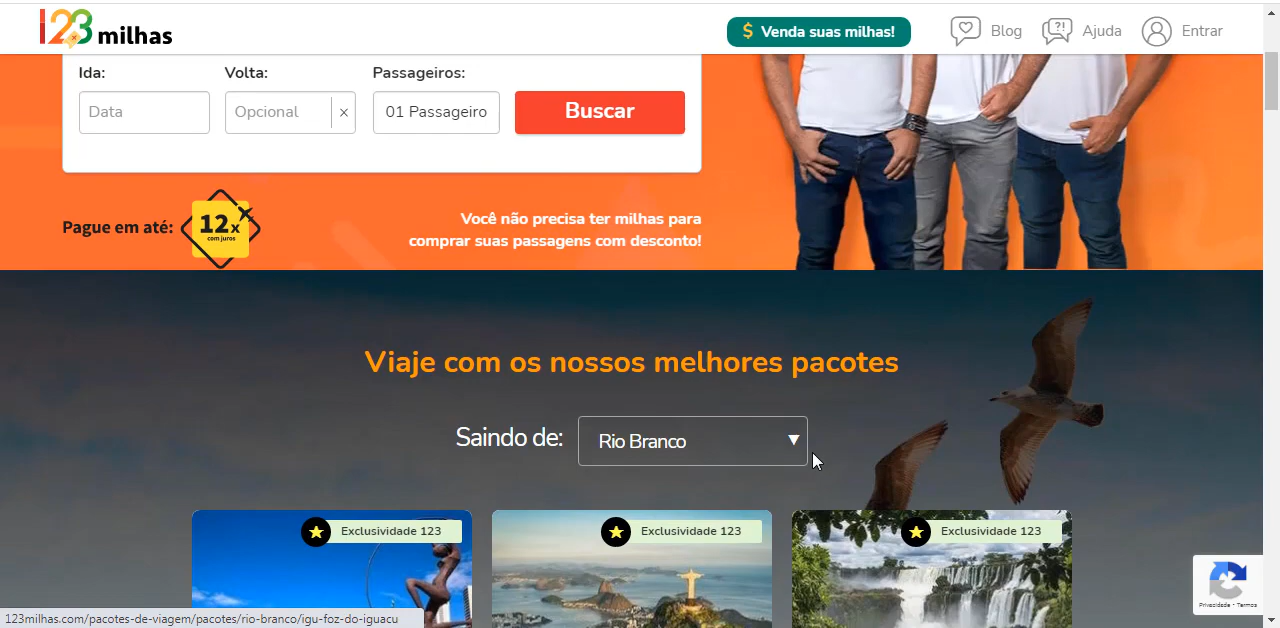 123 milhas
$ Venda suas milhas!
Blog
?!
Ajuda
Entrar
Ida:
Volta:
Passageiros:
Data
Opcional
×
01 Passageiro
Buscar
Pague em até:
12x
com juros
Você não precisa ter milhas para
comprar suas passagens com desconto!
Viaje com os nossos melhores pacotes
Saindo de:
Rio Branco
Exclusividade 123
Exclusividade 123
Exclusividade 123
Privacidade - Termos
123milhas.com/pacotes-de-viagem/pacotes/rio-branco/igu-foz-do-iguacu